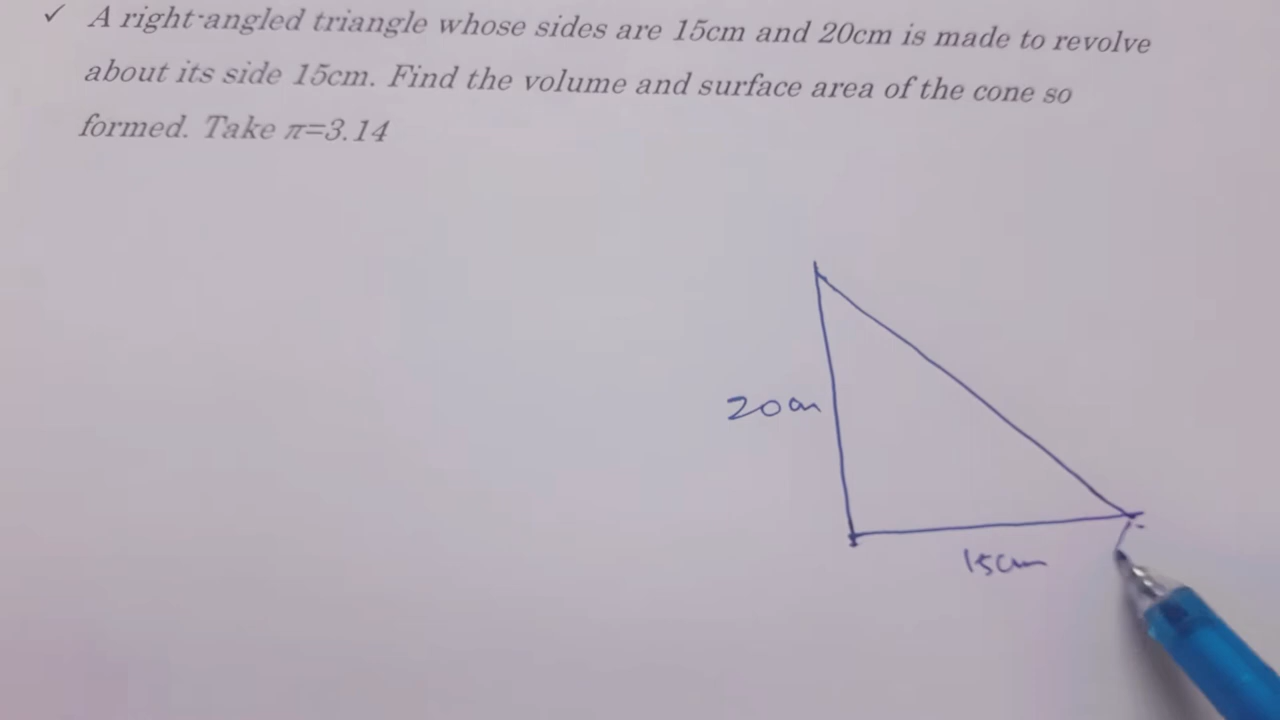 ✓ A right-angled triangle whose sides are 15cm and 20cm is made to revolve
about its side 15cm. Find the volume and surface area of the cone so
formed. Take π=3.14
20cm
15cm